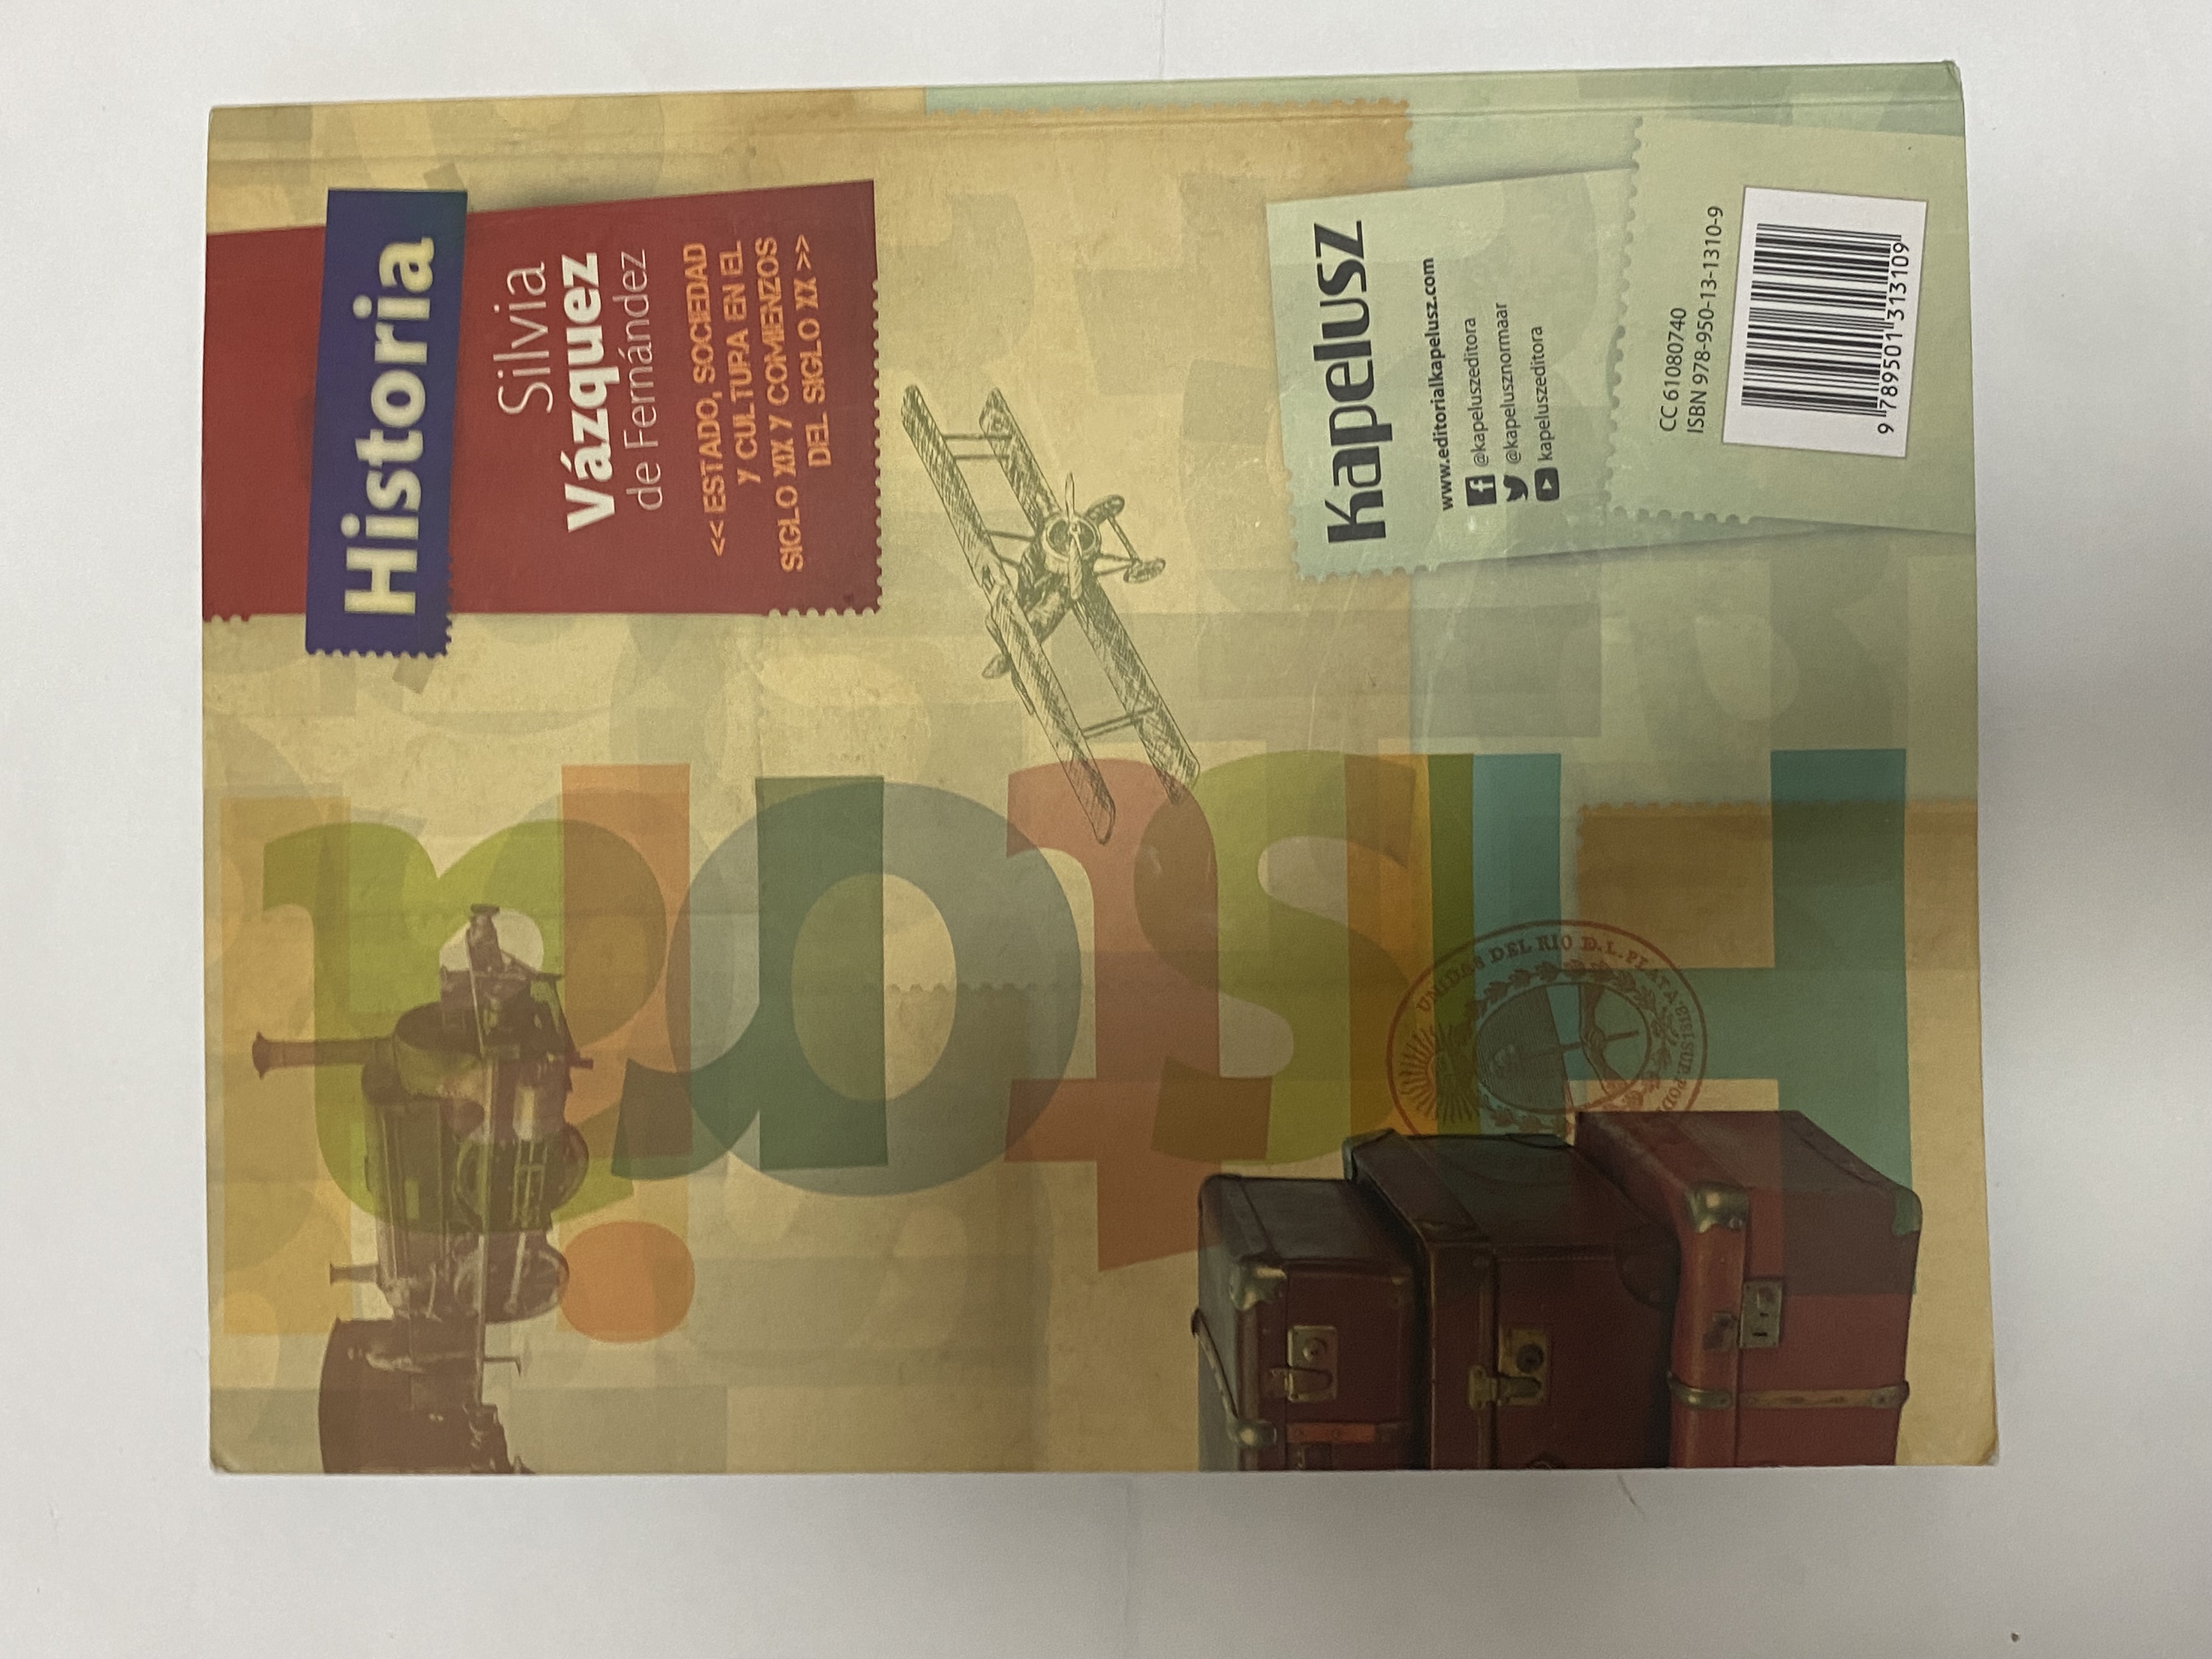 Historia
Silvia
Vázquez
de Fernández
<< ESTADO, SOCIEDAD
Y CULTURA EN EL
SIGLO XIX Y COMIENZOS
DEL SIGLO XX >>
Historia
UNIDAS DEL RIO D.L. PLATA
Kapelusz
www.editorialkapelusz.com
@kapeluszeditora
@kapelusznormaar
kapeluszeditora
CC 61080740
ISBN 978-950-13-1310-9
9 789501 313109